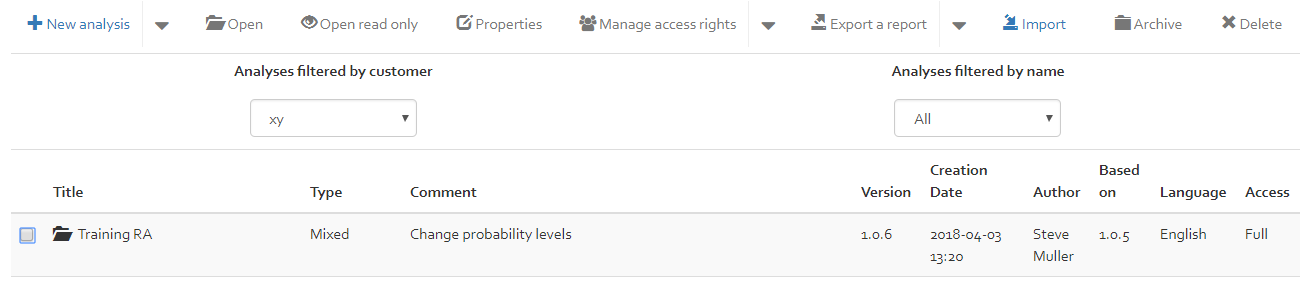 New analysis Open Open read only Properties Manage access rights Export a report Import Archive Delete
Analyses filtered by customer Analyses filtered by name
xy All
Title Type Comment Version Creation Date Author Based on Language Access
Training RA Mixed Change probability levels 1.0.6 2018-04-03 13:20 Steve Muller 1.0.5 English Full